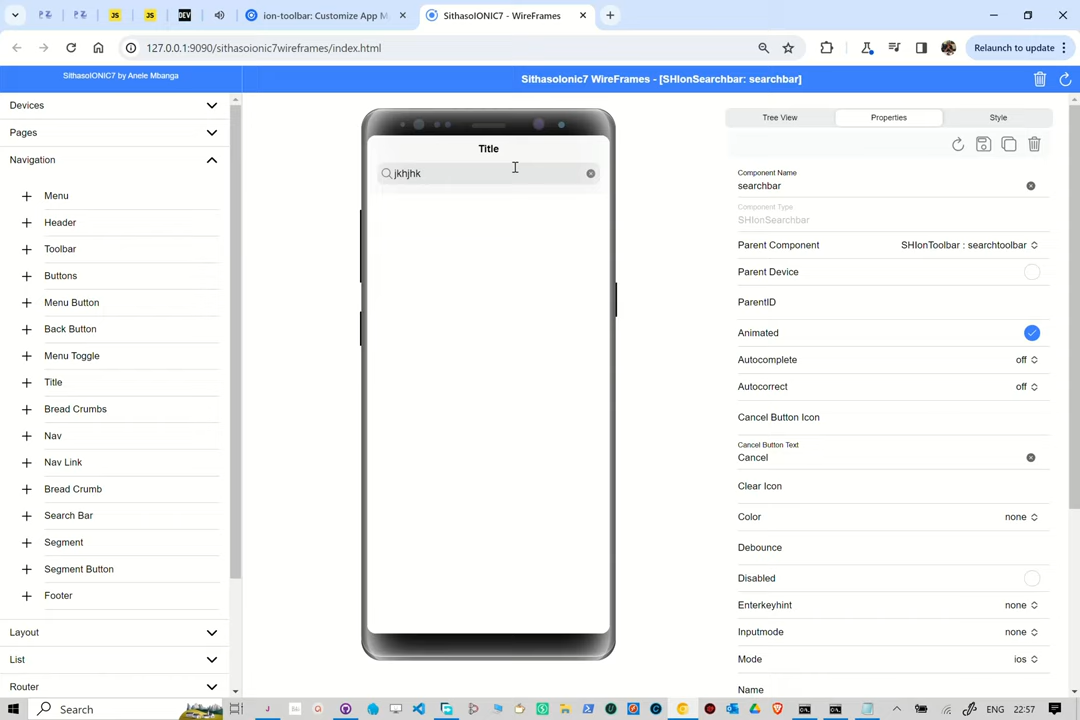 ion-toolbar: Customize App M
SithasoIONIC7 - WireFrames
127.0.0.1:9090/sithasoionic7wireframes/index.html
Relaunch to update
SithasoIONIC7 by Anele Mbanga
SithasoIonic7 WireFrames - [SHIonSearchbar: searchbar]
Devices
Pages
Navigation
Menu
Header
Toolbar
Buttons
Menu Button
Back Button
Menu Toggle
Title
Bread Crumbs
Nav
Nav Link
Bread Crumb
Search Bar
Segment
Segment Button
Footer
Layout
List
Router
Title
jkhjhk
Tree View
Properties
Style
Component Name
searchbar
Component Type
SHIonSearchbar
Parent Component
SHIonToolbar : searchtoolbar
Parent Device
ParentID
Animated
Autocomplete
off
Autocorrect
off
Cancel Button Icon
Cancel Button Text
Cancel
Clear Icon
Color
none
Debounce
Disabled
Enterkeyhint
none
Inputmode
none
Mode
ios
Name
Search
ENG
22:57